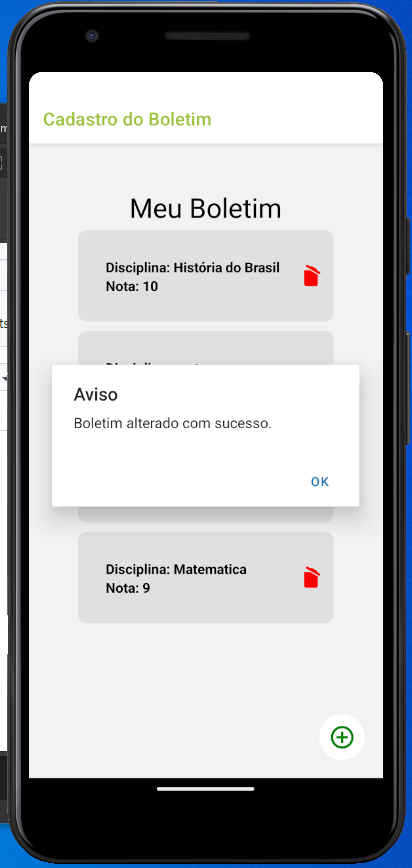 Cadastro do Boletim
Meu Boletim
Disciplina: História do Brasil
Nota: 10
Aviso
Boletim alterado com sucesso.
OK
Disciplina: Matematica
Nota: 9